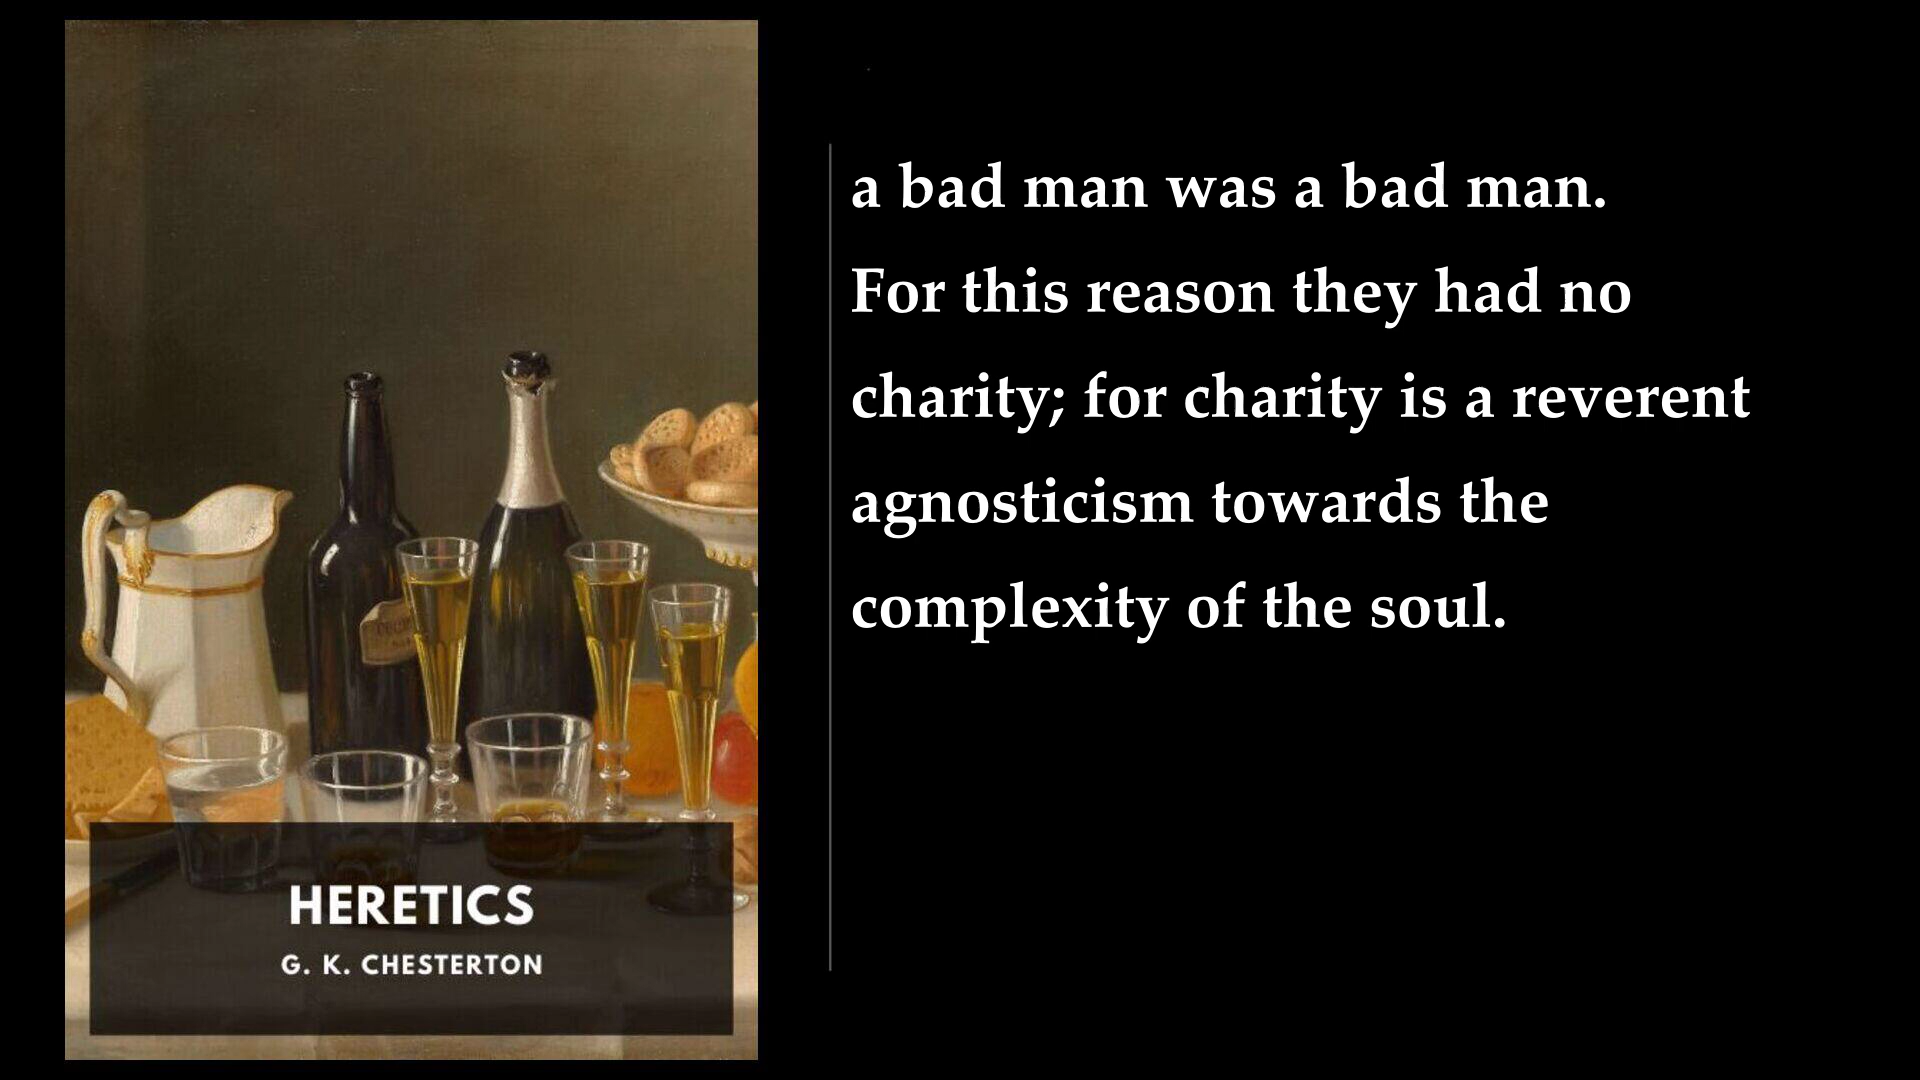 a bad man was a bad man.
For this reason they had no
charity; for charity is a reverent
agnosticism towards the
complexity of the soul.
HERETICS
G. K. CHESTERTON